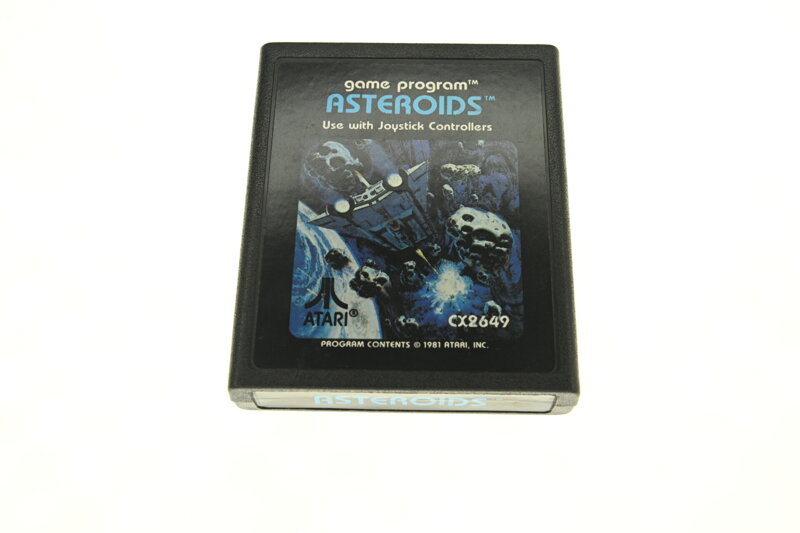 game program™
ASTEROIDS™
Use with Joystick Controllers
ATARI®
CX2649
PROGRAM CONTENTS © 1981 ATARI, INC.
ASTEROIDS